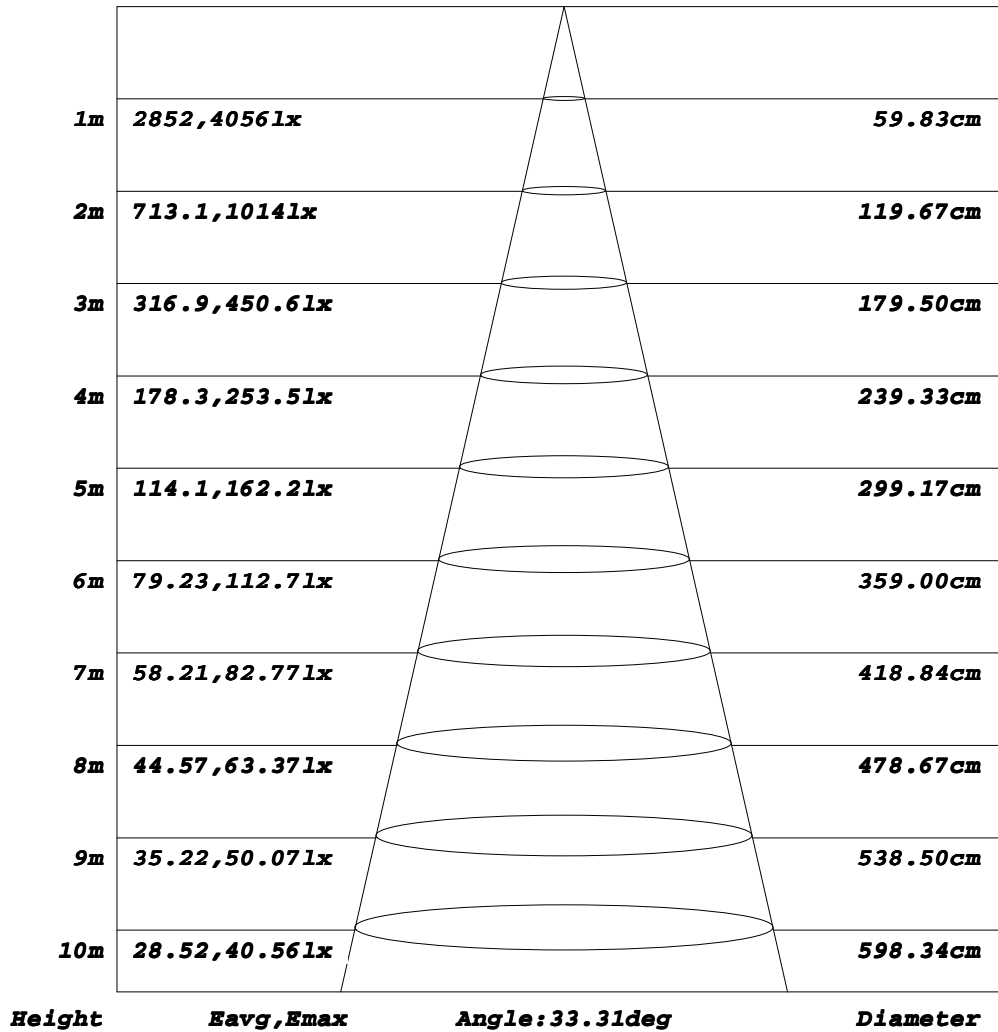 1m 2852,4056lx 59.83cm
2m 713.1,1014lx 119.67cm
3m 316.9,450.6lx 179.50cm
4m 178.3,253.5lx 239.33cm
5m 114.1,162.2lx 299.17cm
6m 79.23,112.7lx 359.00cm
7m 58.21,82.77lx 418.84cm
8m 44.57,63.37lx 478.67cm
9m 35.22,50.07lx 538.50cm
10m 28.52,40.56lx 598.34cm
Height Eavg,Emax Angle:33.31deg Diameter